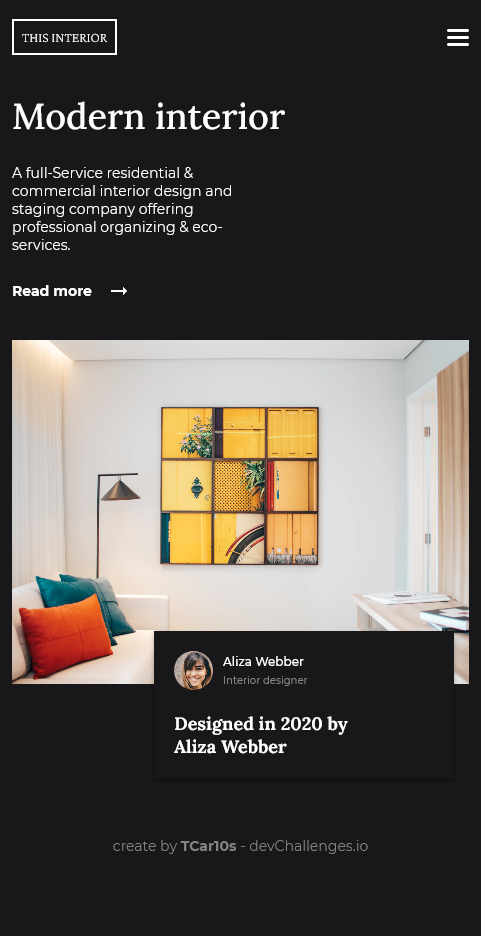 THIS INTERIOR
Modern interior
A full-Service residential &
commercial interior design and
staging company offering
professional organizing & eco-
services.
Read more
Aliza Webber
Interior designer
Designed in 2020 by
Aliza Webber
create by TCar10s - devChallenges.io